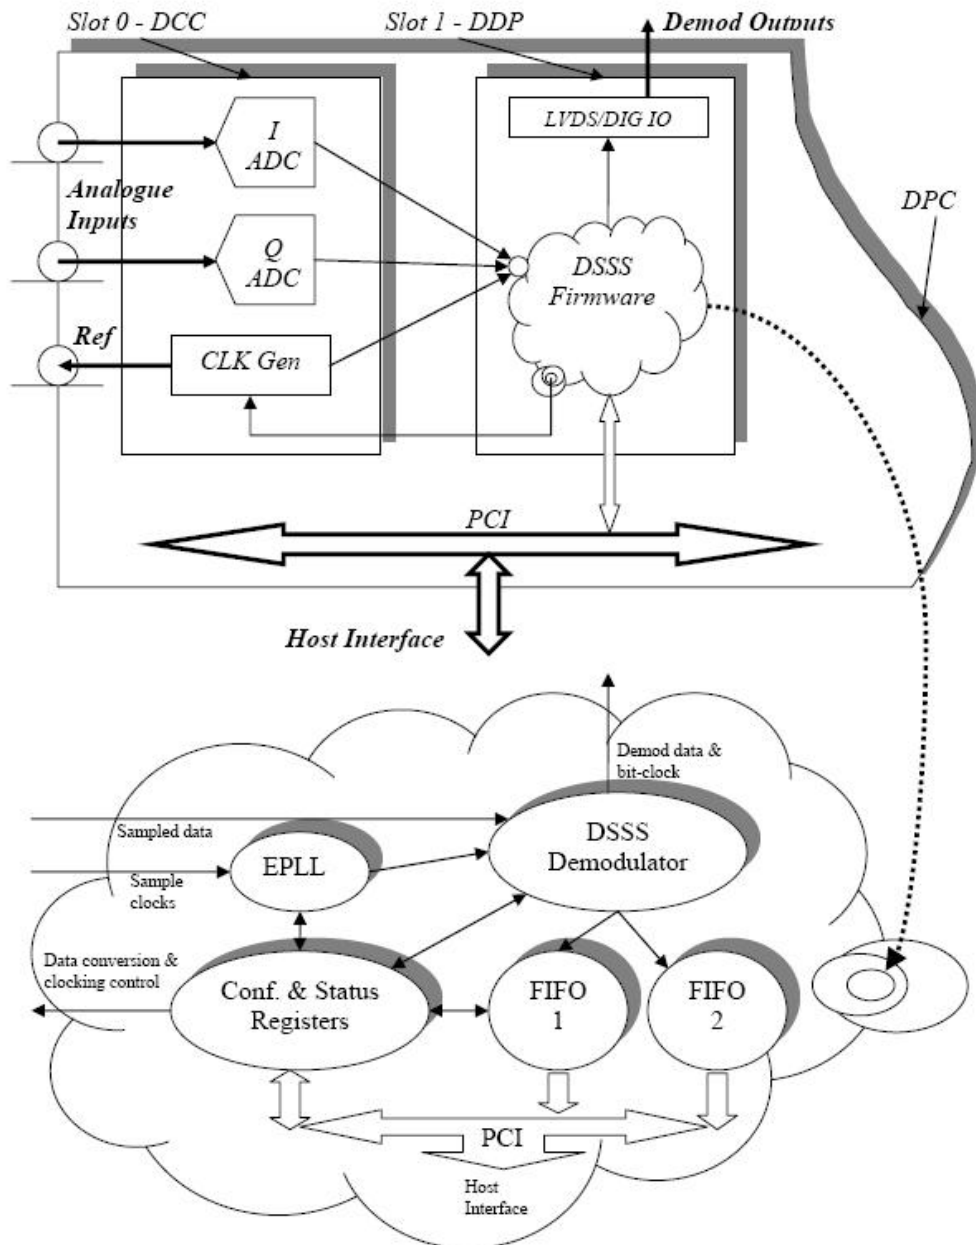 Slot 0 - DCC
Slot 1 - DDP
Demod Outputs
I
ADC
LVDS/DIG IO
Analogue
Inputs
DPC
Q
ADC
DSSS
Firmware
Ref
CLK Gen
PCI
Host Interface
Demod data &
bit-clock
Sampled data
DSSS
Demodulator
EPLL
Sample
clocks
Data conversion &
clocking control
Conf. & Status
Registers
FIFO
1
FIFO
2
PCI
Host
Interface